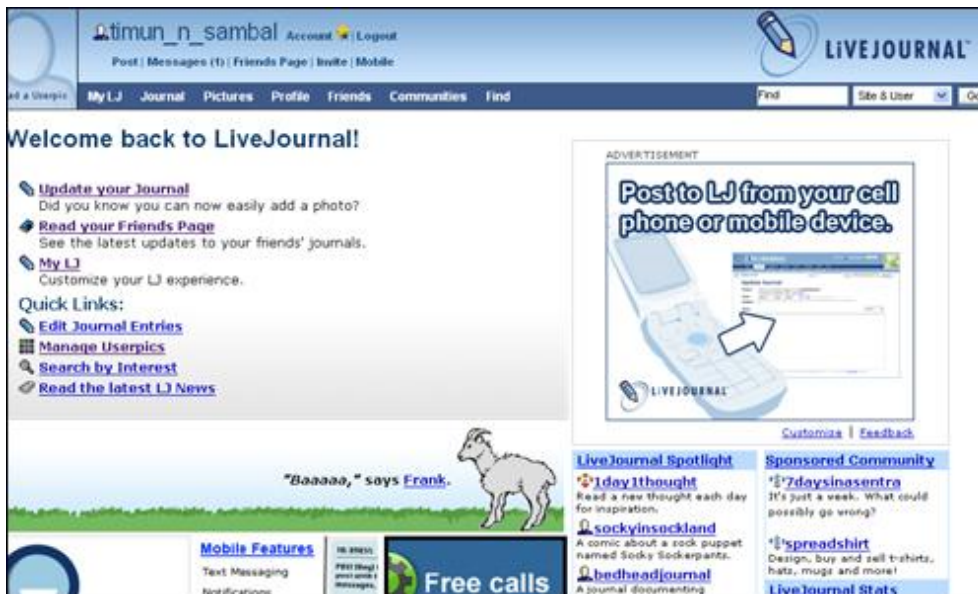 timun_n_sambal Account | Logout
Post | Messages (1) | Friends Page | Invite | Mobile
LiVEJOURNAL™
My LJ Journal Pictures Profile Friends Communities Find
Find Site & User
Welcome back to LiveJournal!
Update your Journal
Did you know you can now easily add a photo?
Read your Friends Page
See the latest updates to your friends' journals.
My LJ
Customize your LJ experience.
Quick Links:
Edit Journal Entries
Manage Userpics
Search by Interest
Read the latest LJ News
"Baaaaa," says Frank.
ADVERTISEMENT
Post to LJ from your cell
phone or mobile device.
LiVEJOURNAL
Customize | Feedback
LiveJournal Spotlight
1day1thought
Read a new thought each day
for inspiration.
sockyinsockland
A comic about a sock puppet
named Socky Sockerpants.
bedheadjournal
A journal documenting
Sponsored Community
7daysinasentra
It's just a week. What could
possibly go wrong?
spreadshirt
Design, buy and sell t-shirts,
hats, mugs and more!
LiveJournal Stats
Mobile Features
Text Messaging
Notifications
Free calls